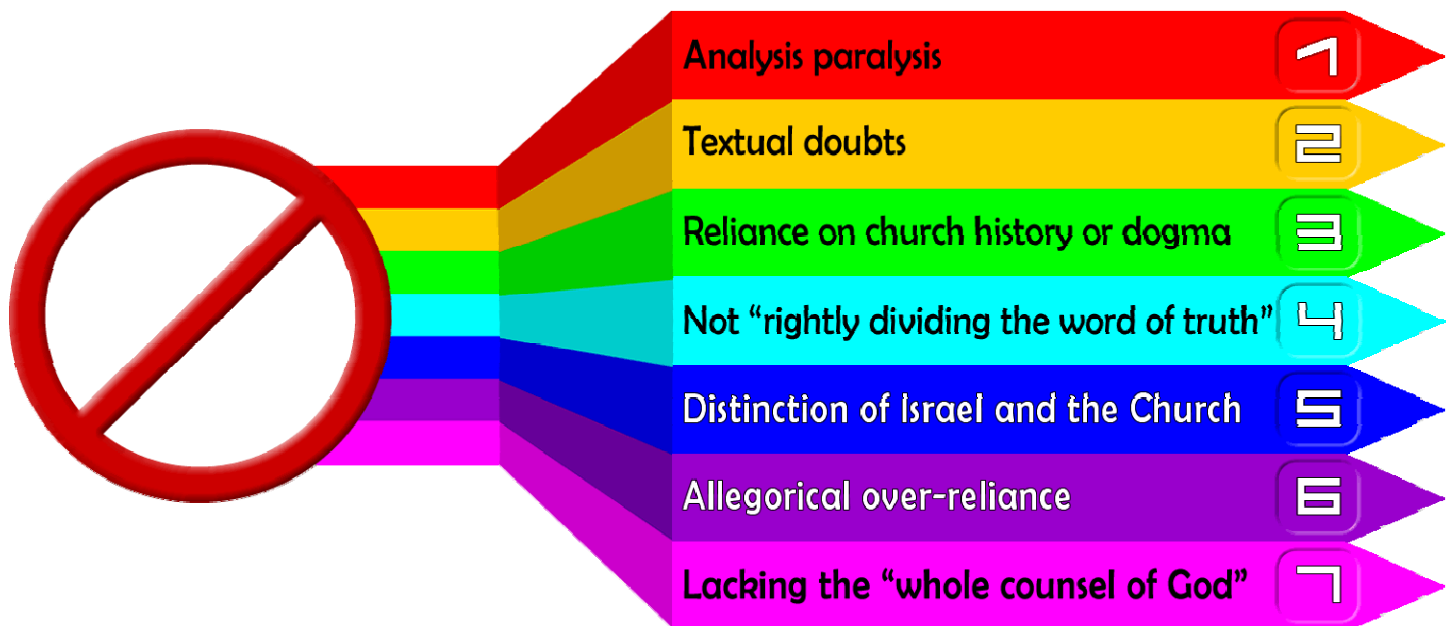 Analysis paralysis 1
Textual doubts 2
Reliance on church history or dogma 3
Not “rightly dividing the word of truth” 4
Distinction of Israel and the Church 5
Allegorical over-reliance 6
Lacking the “whole counsel of God” 7